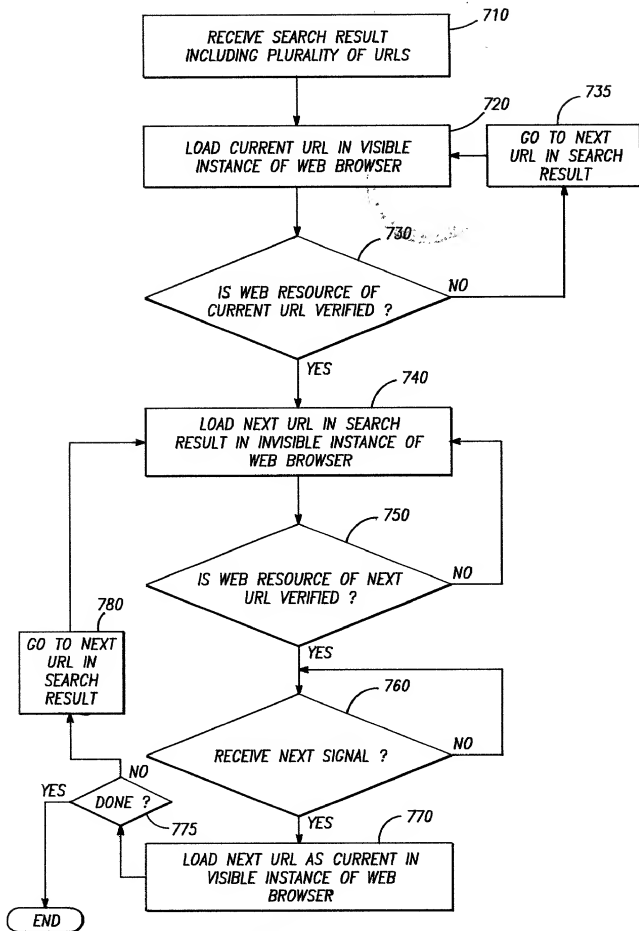 710
RECEIVE SEARCH RESULT
INCLUDING PLURALITY OF URLS
720
735
LOAD CURRENT URL IN VISIBLE
INSTANCE OF WEB BROWSER
GO TO NEXT
URL IN SEARCH
RESULT
730
IS WEB RESOURCE OF
CURRENT URL VERIFIED ?
NO
YES
740
LOAD NEXT URL IN SEARCH
RESULT IN INVISIBLE INSTANCE OF
WEB BROWSER
750
IS WEB RESOURCE OF NEXT
URL VERIFIED ?
NO
780
YES
GO TO NEXT
URL IN
SEARCH
RESULT
760
RECEIVE NEXT SIGNAL ?
NO
NO
YES
DONE ?
775
YES
770
LOAD NEXT URL AS CURRENT IN
VISIBLE INSTANCE OF WEB
BROWSER
END